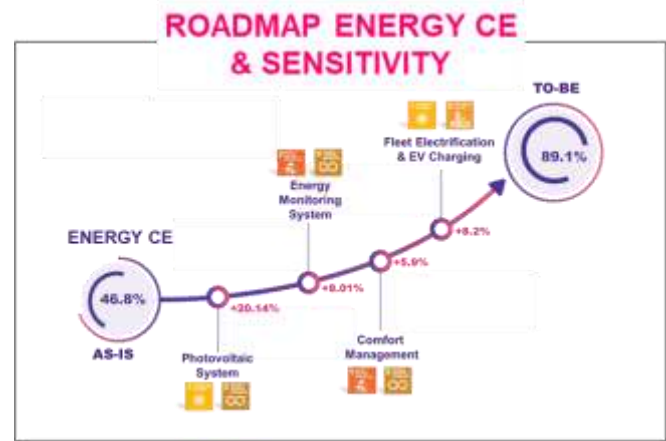 ROADMAP ENERGY CE
& SENSITIVITY
TO-BE
89.1%
Fleet Electrification
& EV Charging
+8.2%
Energy
Monitoring
System
+8.01%
ENERGY CE
46.8%
AS-IS
+20.14%
Photovoltaic
System
+5.9%
Comfort
Management